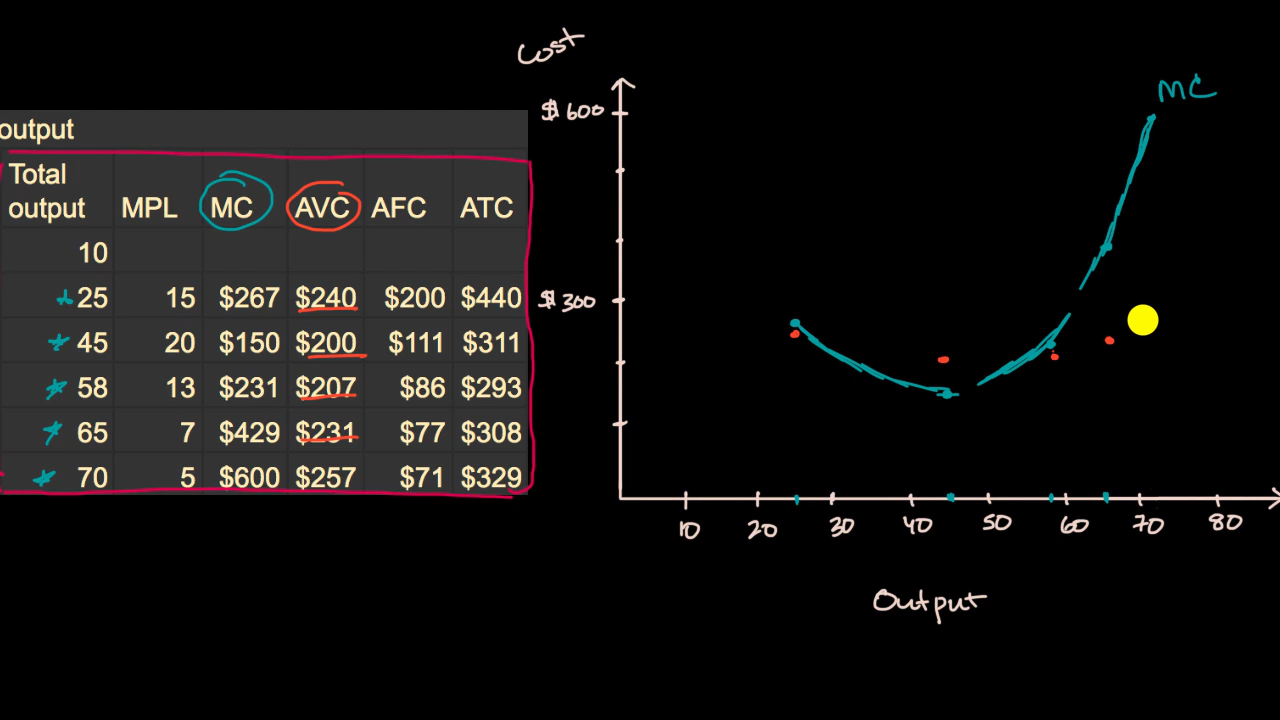 output
Total output MPL MC AVC AFC ATC
10
25 15 $267 $240 $200 $440
45 20 $150 $200 $111 $311
58 13 $231 $207 $86 $293
65 7 $429 $231 $77 $308
70 5 $600 $257 $71 $329
Cost
$600
$300
MC
10 20 30 40 50 60 70 80
Output